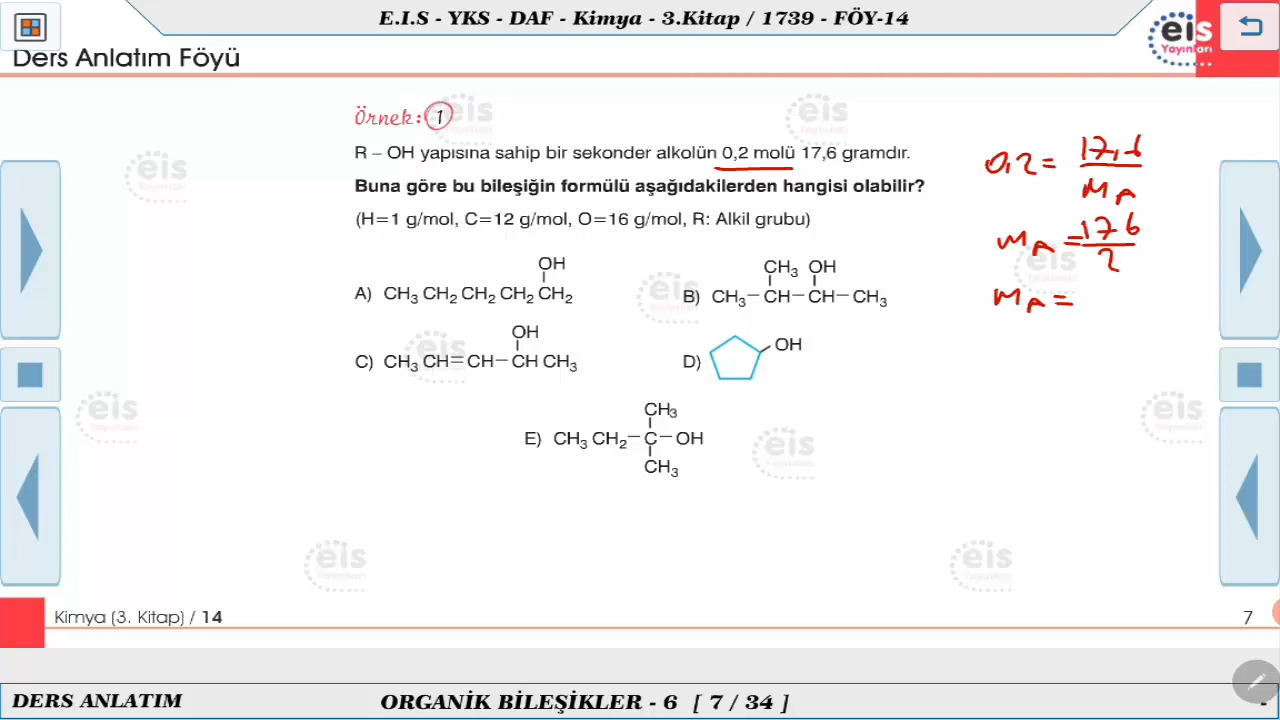 E.I.S - YKS - DAF - Kimya - 3.Kitap / 1739 - FÖY-14
eis
Yayınları
Ders Anlatım Föyü
Örnek: 1
R – OH yapısına sahip bir sekonder alkolün 0,2 molü 17,6 gramdır.
Buna göre bu bileşiğin formülü aşağıdakilerden hangisi olabilir?
(H=1 g/mol, C=12 g/mol, O=16 g/mol, R: Alkil grubu)
0,2 = 17,6
MA
MA = 176
2
MA =
OH
A) CH₃ CH₂ CH₂ CH₂ CH₂
CH₃ OH
B) CH₃ – CH – CH – CH₃
OH
C) CH₃ CH = CH – CH CH₃
D) OH
CH₃
E) CH₃ CH₂ – C – OH
CH₃
Kimya (3. Kitap) / 14
7
DERS ANLATIM
ORGANİK BİLEŞİKLER - 6 [ 7 / 34 ]